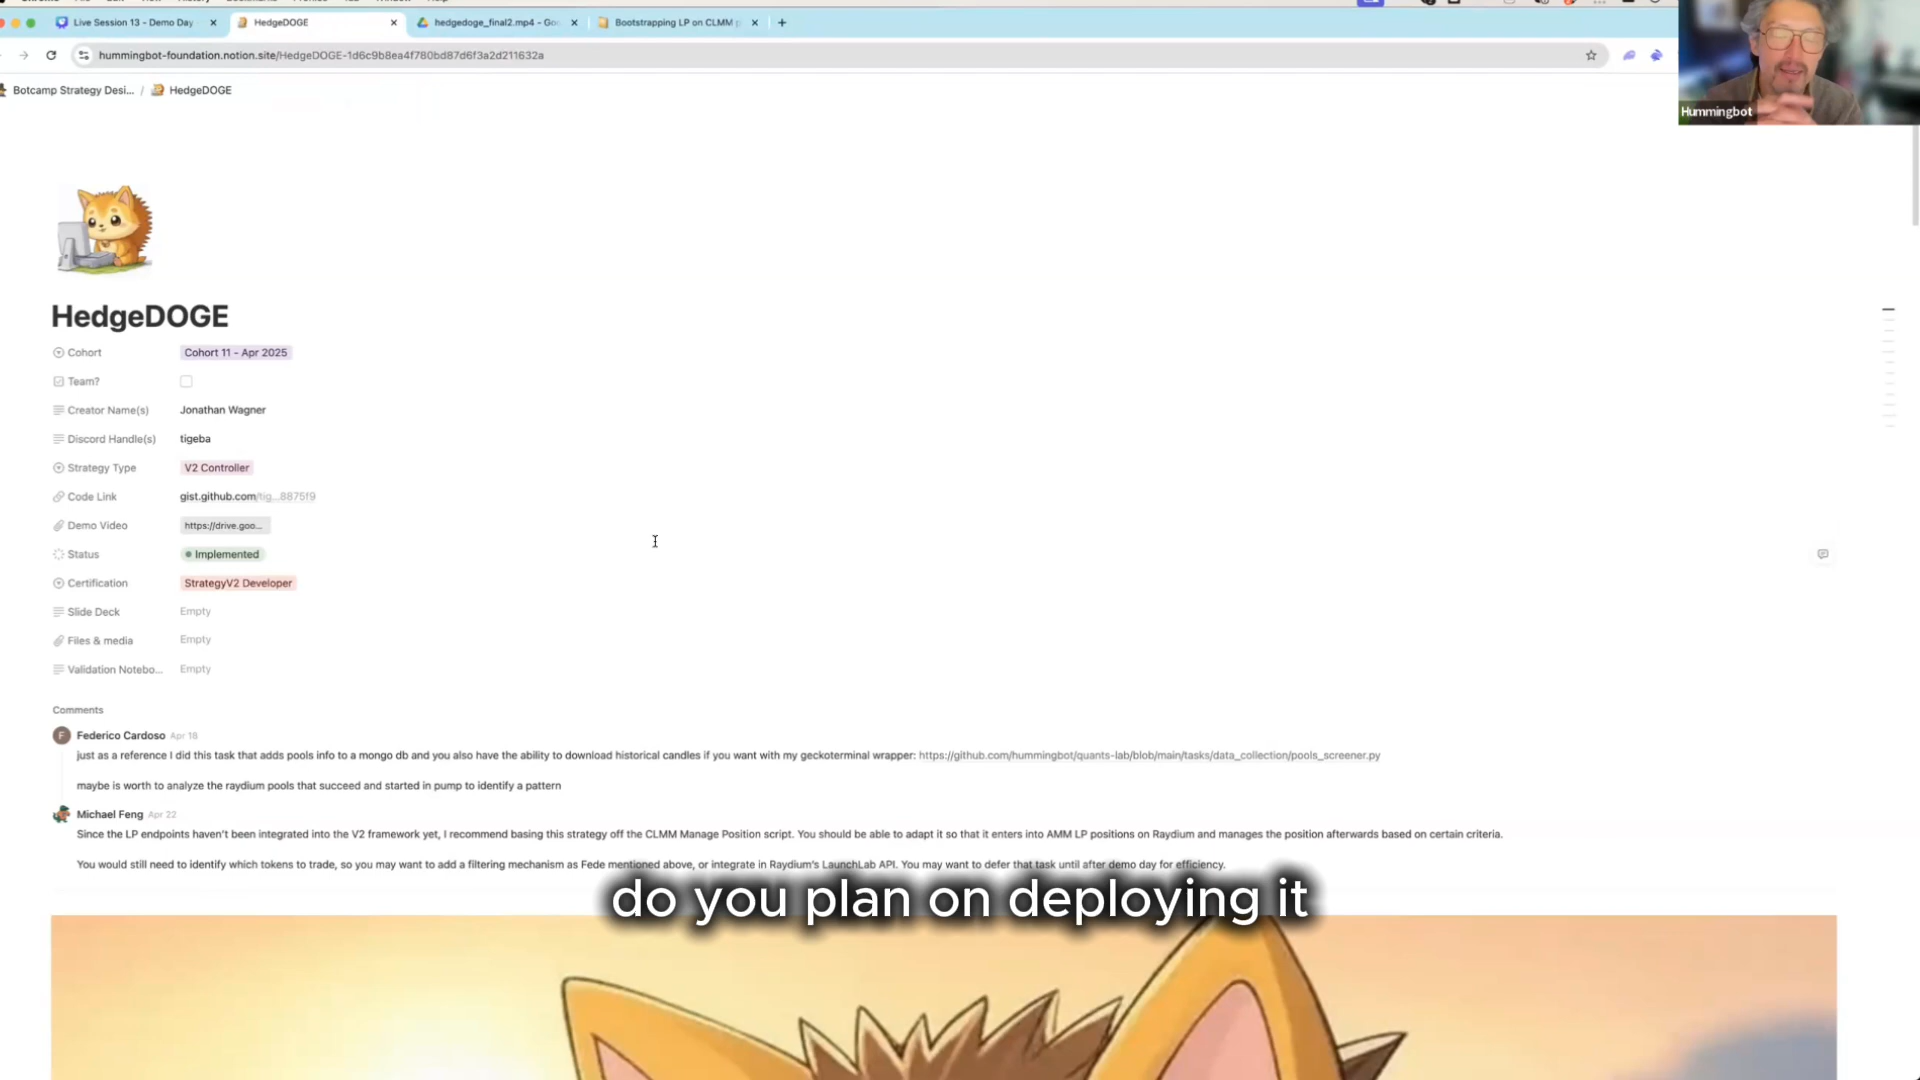 Live Session 13 - Demo Day
HedgeDOGE
hedgedoge_final2.mp4 - Go
Bootstrapping LP on CLMM
hummingbot-foundation.notion.site/HedgeDOGE-1d6c9b8ea4f780bd87d6f3a2d211632a
Hummingbot
Botcamp Strategy Desi... / HedgeDOGE
HedgeDOGE
Cohort Cohort 11 - Apr 2025
Team?
Creator Name(s) Jonathan Wagner
Discord Handle(s) tigeba
Strategy Type V2 Controller
Code Link gist.github.com/tig...8875f9
Demo Video https://drive.goo...
Status Implemented
Certification StrategyV2 Developer
Slide Deck Empty
Files & media Empty
Validation Notebo... Empty
Comments
F Federico Cardoso Apr 18
just as a reference I did this task that adds pools info to a mongo db and you also have the ability to download historical candles if you want with my geckoterminal wrapper: https://github.com/hummingbot/quants-lab/blob/main/tasks/data_collection/pools_screener.py
maybe is worth to analyze the raydium pools that succeed and started in pump to identify a pattern
Michael Feng Apr 22
Since the LP endpoints haven't been integrated into the V2 framework yet, I recommend basing this strategy off the CLMM Manage Position script. You should be able to adapt it so that it enters into AMM LP positions on Raydium and manages the position afterwards based on certain criteria.
You would still need to identify which tokens to trade, so you may want to add a filtering mechanism as Fede mentioned above, or integrate in Raydium's LaunchLab API. You may want to defer that task until after demo day for efficiency.
do you plan on deploying it